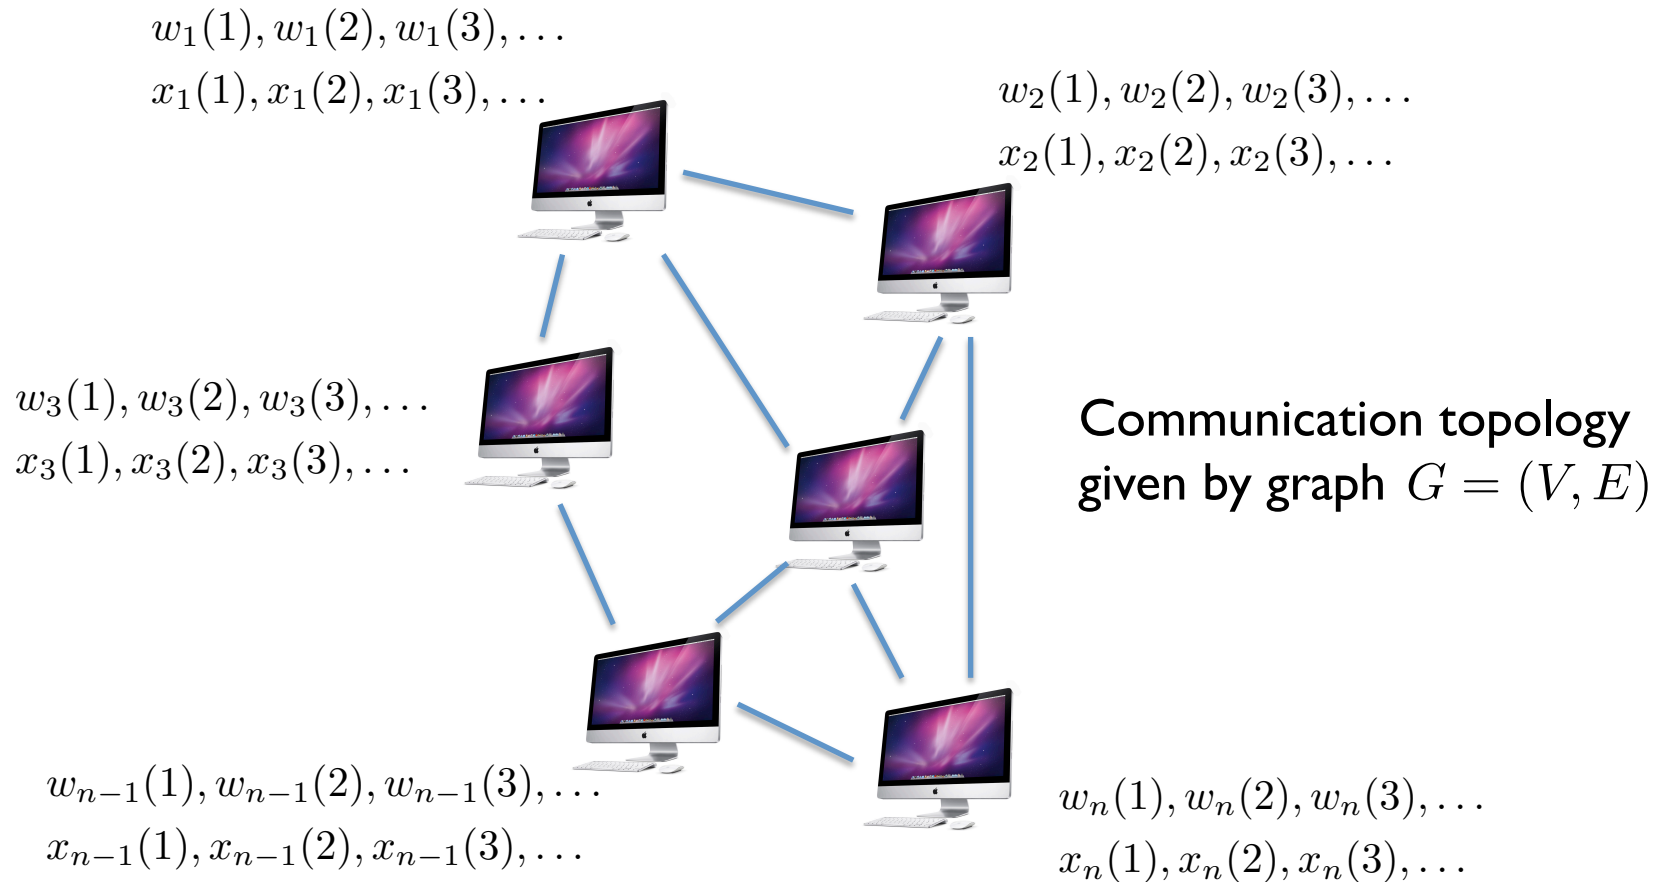 w₁(1), w₁(2), w₁(3), . . .
x₁(1), x₁(2), x₁(3), . . .
w₂(1), w₂(2), w₂(3), . . .
x₂(1), x₂(2), x₂(3), . . .
w₃(1), w₃(2), w₃(3), . . .
x₃(1), x₃(2), x₃(3), . . .
Communication topology
given by graph G = (V, E)
wₙ₋₁(1), wₙ₋₁(2), wₙ₋₁(3), . . .
xₙ₋₁(1), xₙ₋₁(2), xₙ₋₁(3), . . .
wₙ(1), wₙ(2), wₙ(3), . . .
xₙ(1), xₙ(2), xₙ(3), . . .